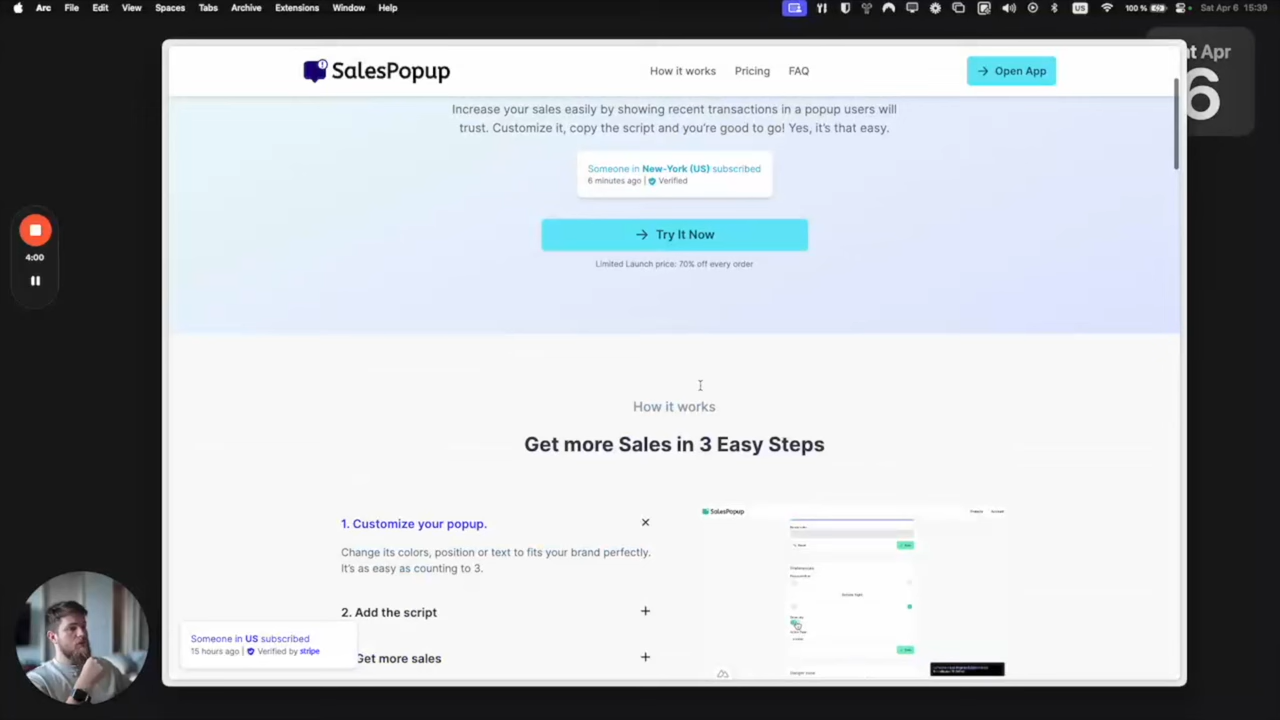 Arc File Edit View Spaces Tabs Archive Extensions Window Help
100 % US Sat Apr 6 15:39
at Apr
6
SalesPopup
How it works Pricing FAQ
Open App
Increase your sales easily by showing recent transactions in a popup users will
trust. Customize it, copy the script and you're good to go! Yes, it's that easy.
Someone in New-York (US) subscribed
6 minutes ago | Verified
Try It Now
Limited Launch price: 70% off every order
4:00
How it works
Get more Sales in 3 Easy Steps
1. Customize your popup.
Change its colors, position or text to fits your brand perfectly.
It's as easy as counting to 3.
2. Add the script
Get more sales
SalesPopup
Someone in US subscribed
15 hours ago | Verified by stripe